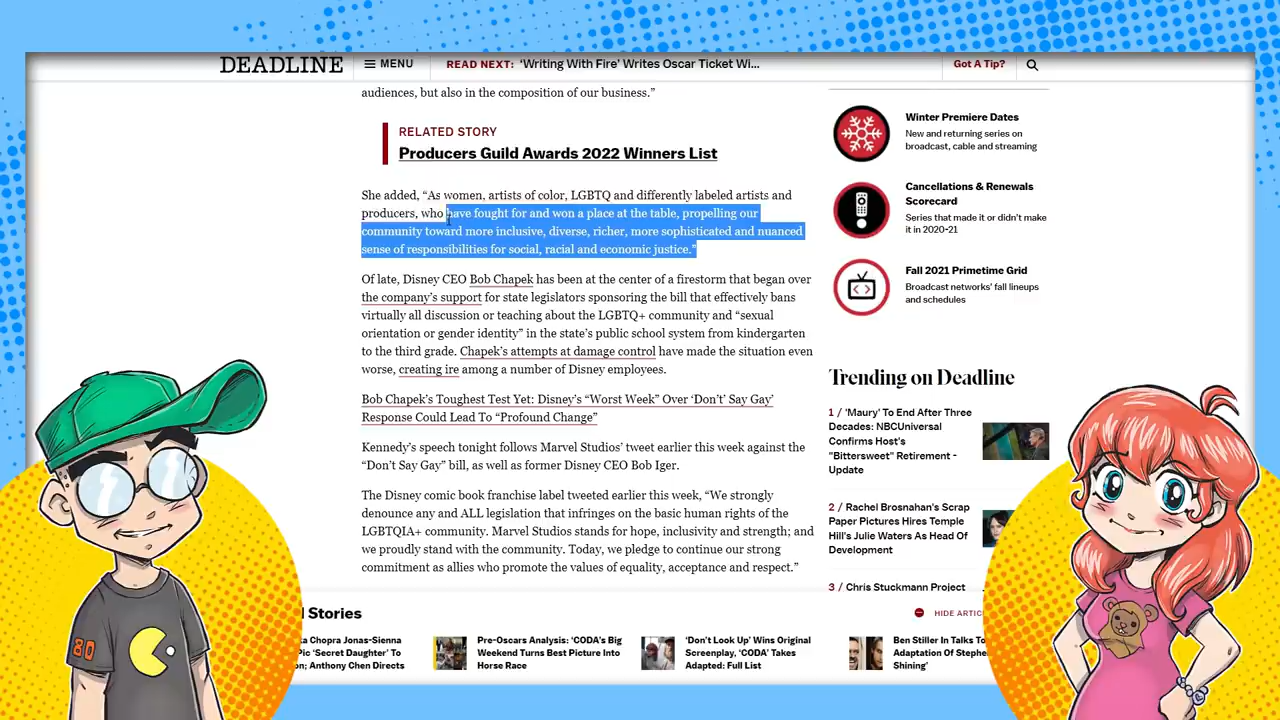 DEADLINE
MENU
READ NEXT: ‘Writing With Fire’ Writes Oscar Ticket Wi...
Got A Tip?
audiences, but also in the composition of our business.”
RELATED STORY
Producers Guild Awards 2022 Winners List
She added, “As women, artists of color, LGBTQ and differently labeled artists and
producers, who have fought for and won a place at the table, propelling our
community toward more inclusive, diverse, richer, more sophisticated and nuanced
sense of responsibilities for social, racial and economic justice.”
Of late, Disney CEO Bob Chapek has been at the center of a firestorm that began over
the company’s support for state legislators sponsoring the bill that effectively bans
virtually all discussion or teaching about the LGBTQ+ community and “sexual
orientation or gender identity” in the state’s public school system from kindergarten
to the third grade. Chapek’s attempts at damage control have made the situation even
worse, creating ire among a number of Disney employees.
Bob Chapek’s Toughest Test Yet: Disney’s “Worst Week” Over ‘Don’t’ Say Gay’
Response Could Lead To “Profound Change”
Kennedy’s speech tonight follows Marvel Studios’ tweet earlier this week against the
“Don’t Say Gay” bill, as well as former Disney CEO Bob Iger.
The Disney comic book franchise label tweeted earlier this week, “We strongly
denounce any and ALL legislation that infringes on the basic human rights of the
LGBTQIA+ community. Marvel Studios stands for hope, inclusivity and strength; and
we proudly stand with the community. Today, we pledge to continue our strong
commitment as allies who promote the values of equality, acceptance and respect.”
Winter Premiere Dates
New and returning series on
broadcast, cable and streaming
Cancellations & Renewals
Scorecard
Series that made it or didn’t make
it in 2020-21
Fall 2021 Primetime Grid
Broadcast networks’ fall lineups
and schedules
Trending on Deadline
1 / ‘Maury’ To End After Three
Decades: NBCUniversal
Confirms Host’s
“Bittersweet” Retirement -
Update
2 / Rachel Brosnahan’s Scrap
Paper Pictures Hires Temple
Hill’s Julie Waters As Head Of
Development
3 / Chris Stuckmann Project
Stories
HIDE ARTIC
ka Chopra Jonas-Sienna
Pic ‘Secret Daughter’ To
n; Anthony Chen Directs
Pre-Oscars Analysis: ‘CODA’s Big
Weekend Turns Best Picture Into
Horse Race
‘Don’t Look Up’ Wins Original
Screenplay, ‘CODA’ Takes
Adapted: Full List
Ben Stiller In Talks To
Adaptation Of Stephe
Shining’
80